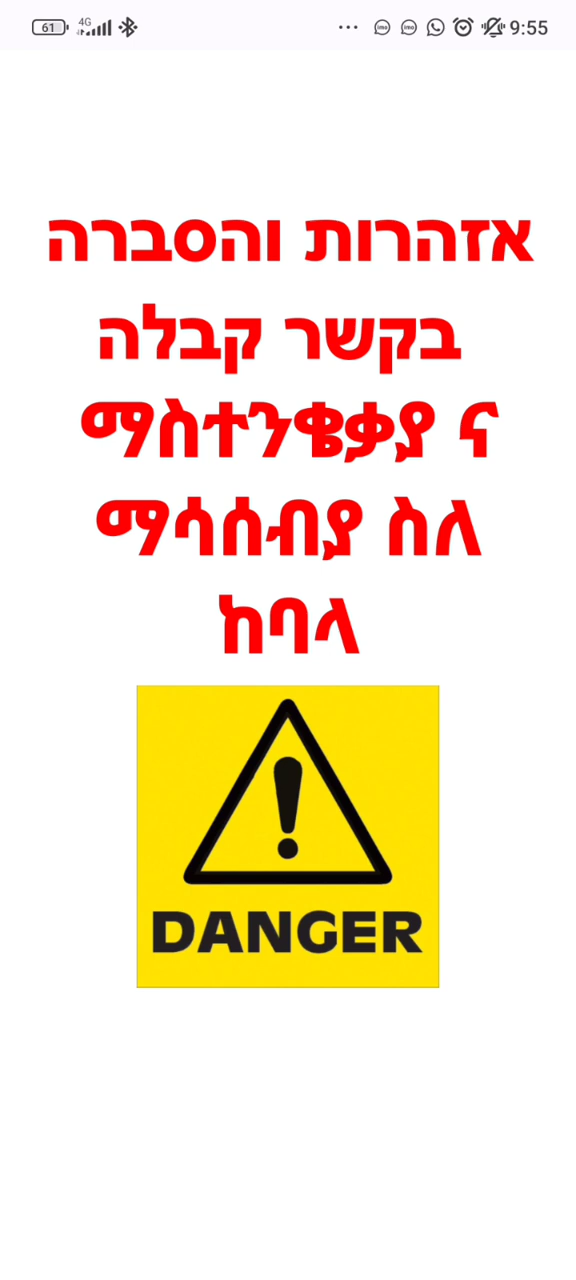 61 4G 9:55
אזהרות והסברה
בקשר קבלה
ማስተንቄቃያ ና
ማሳሰብያ ስለ
ከባላ
DANGER